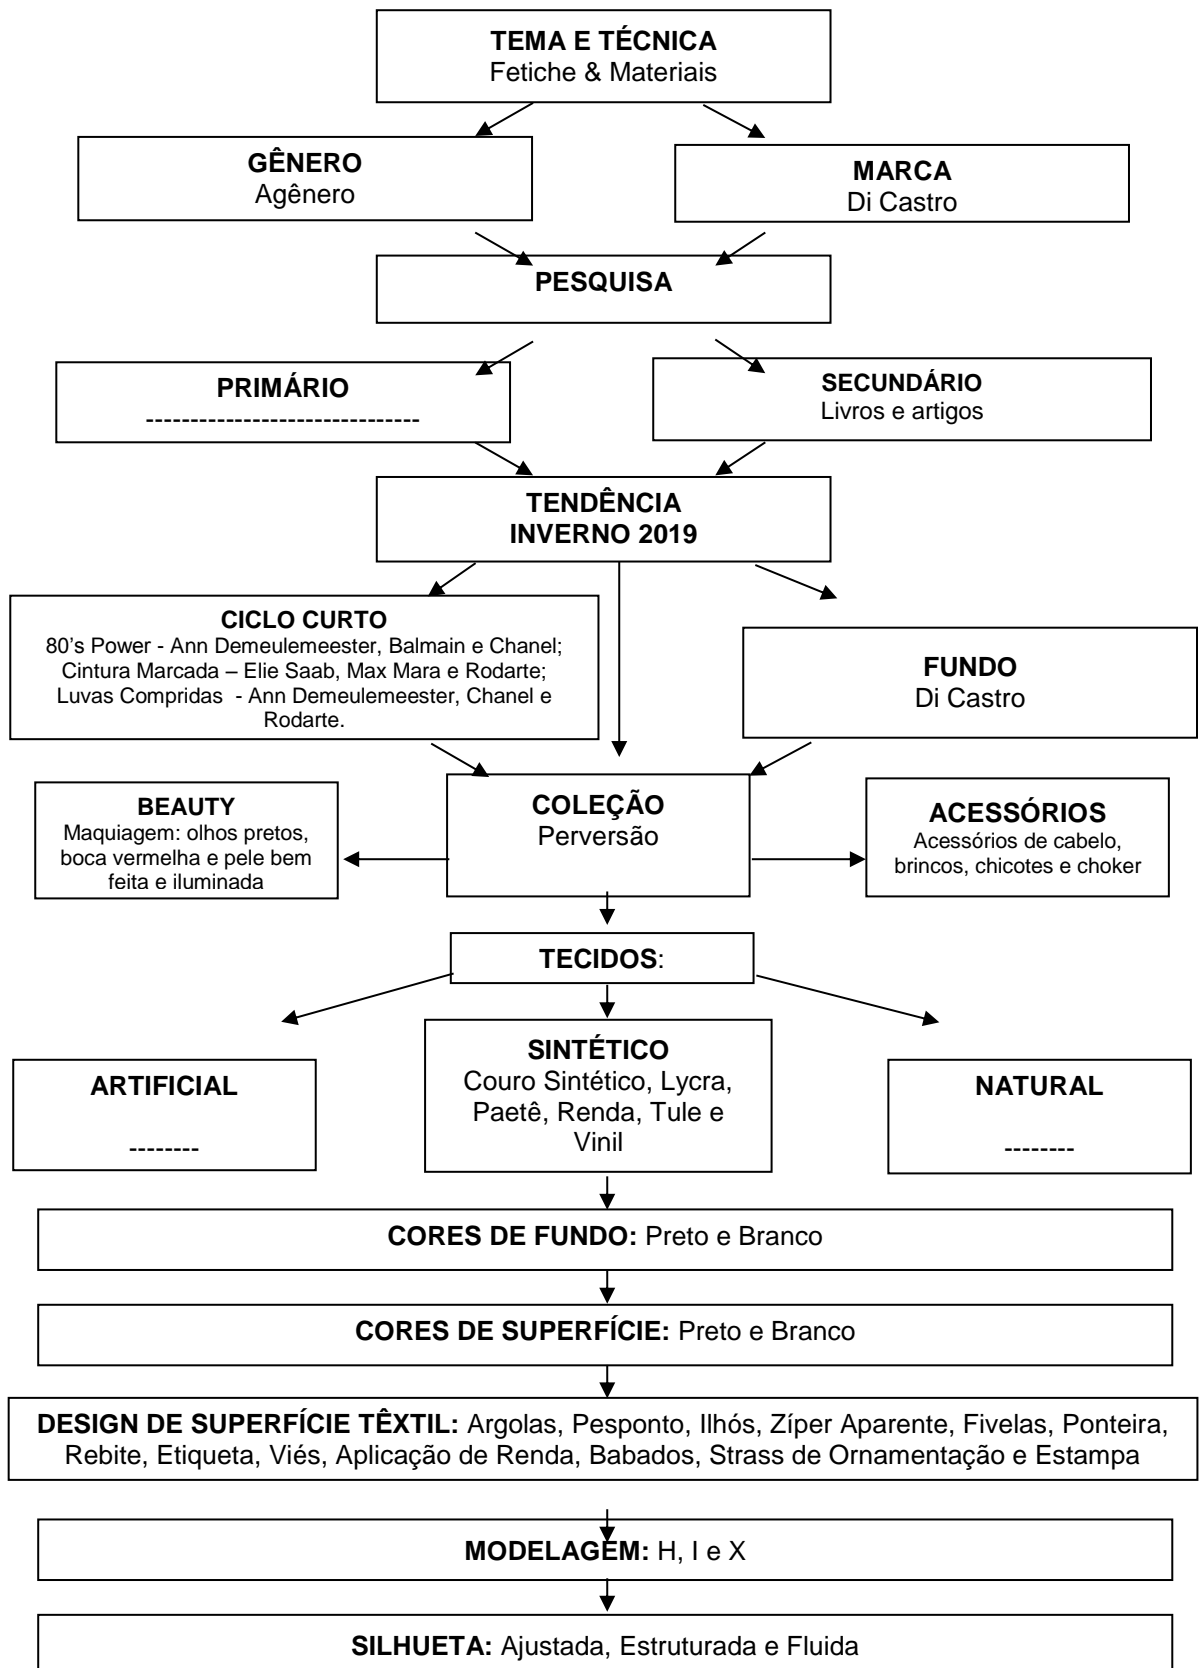 TEMA E TÉCNICA
Fetiche & Materiais
GÊNERO
Agênero
MARCA
Di Castro
PESQUISA
PRIMÁRIO
-------------------------------
SECUNDÁRIO
Livros e artigos
TENDÊNCIA
INVERNO 2019
CICLO CURTO
80’s Power - Ann Demeulemeester, Balmain e Chanel;
Cintura Marcada – Elie Saab, Max Mara e Rodarte;
Luvas Compridas - Ann Demeulemeester, Chanel e
Rodarte.
FUNDO
Di Castro
BEAUTY
Maquiagem: olhos pretos,
boca vermelha e pele bem
feita e iluminada
COLEÇÃO
Perversão
ACESSÓRIOS
Acessórios de cabelo,
brincos, chicotes e choker
TECIDOS:
ARTIFICIAL
--------
SINTÉTICO
Couro Sintético, Lycra,
Paetê, Renda, Tule e
Vinil
NATURAL
--------
CORES DE FUNDO: Preto e Branco
CORES DE SUPERFÍCIE: Preto e Branco
DESIGN DE SUPERFÍCIE TÊXTIL: Argolas, Pesponto, Ilhós, Zíper Aparente, Fivelas, Ponteira,
Rebite, Etiqueta, Viés, Aplicação de Renda, Babados, Strass de Ornamentação e Estampa
MODELAGEM: H, I e X
SILHUETA: Ajustada, Estruturada e Fluida